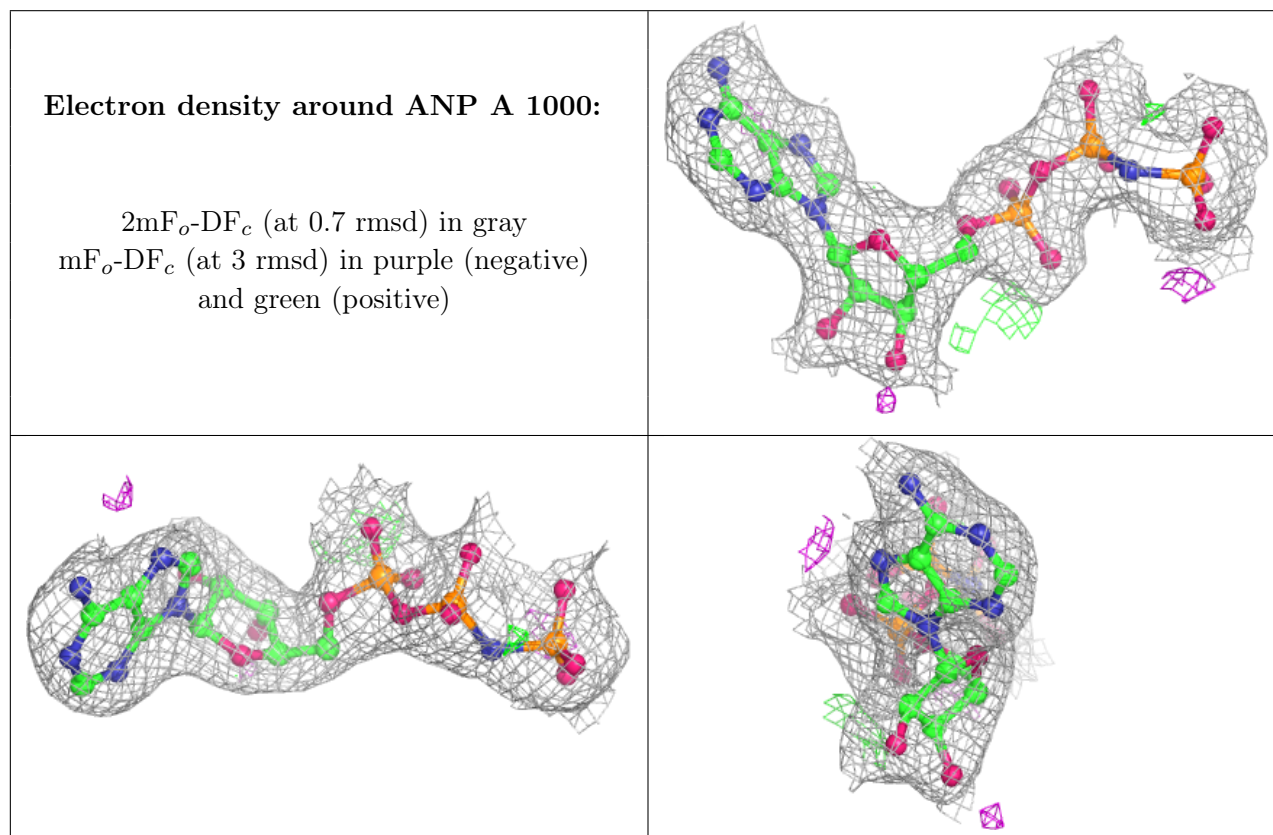 Electron density around ANP A 1000:
2mFₒ-DF𝑐 (at 0.7 rmsd) in gray
mFₒ-DF𝑐 (at 3 rmsd) in purple (negative)
and green (positive)